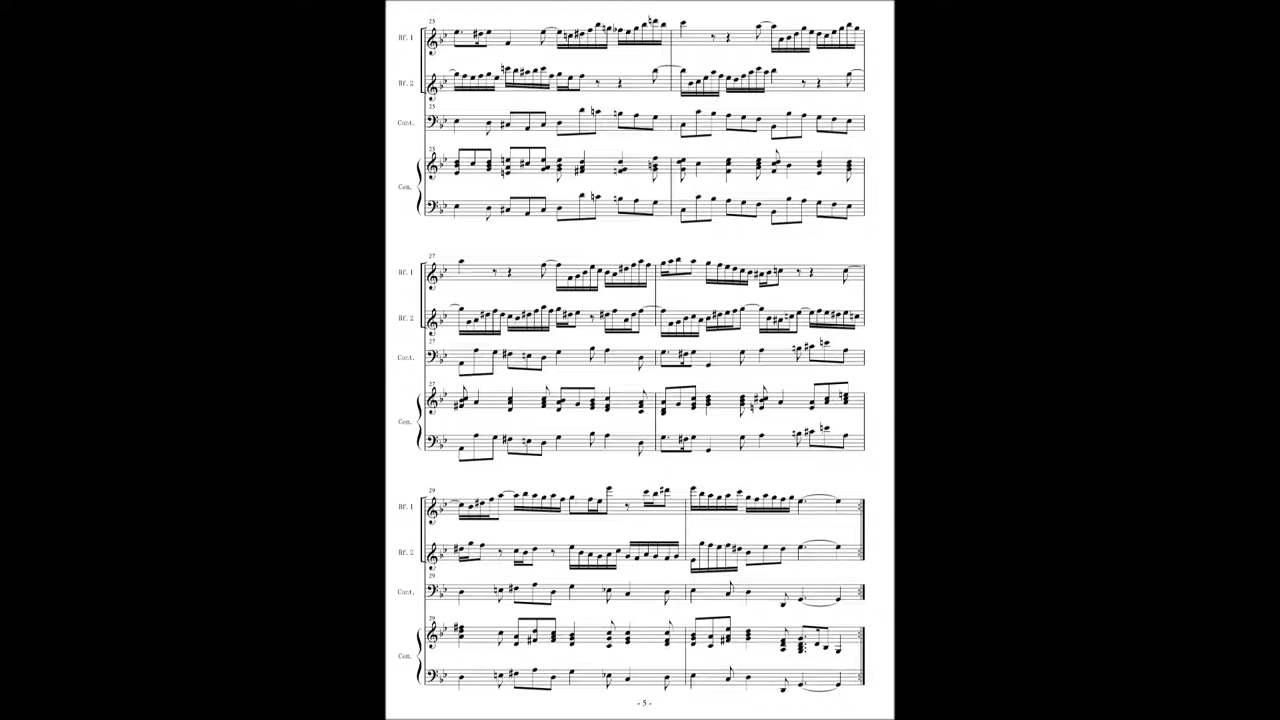 25
Bf. 1
Bf. 2
25
Cont.
25
Cem.
27
Bf. 1
Bf. 2
27
Cont.
27
Cem.
29
Bf. 1
Bf. 2
29
Cont.
29
Cem.
- 5 -